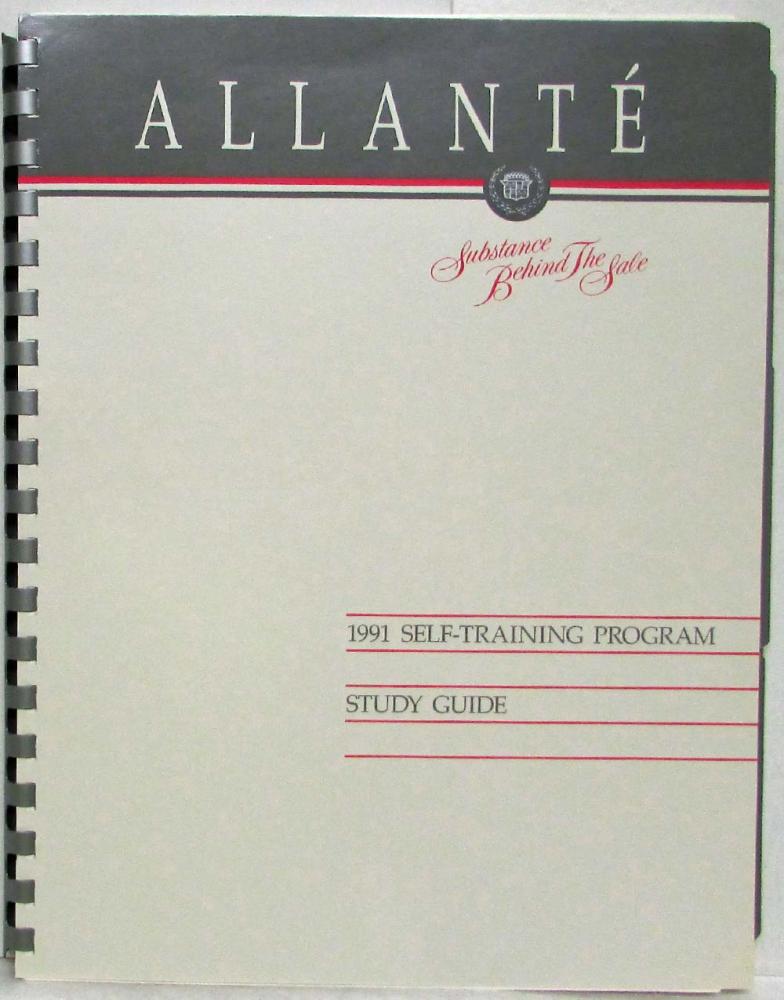 ALLANTÉ
Substance
Behind The Sale
1991 SELF-TRAINING PROGRAM
STUDY GUIDE